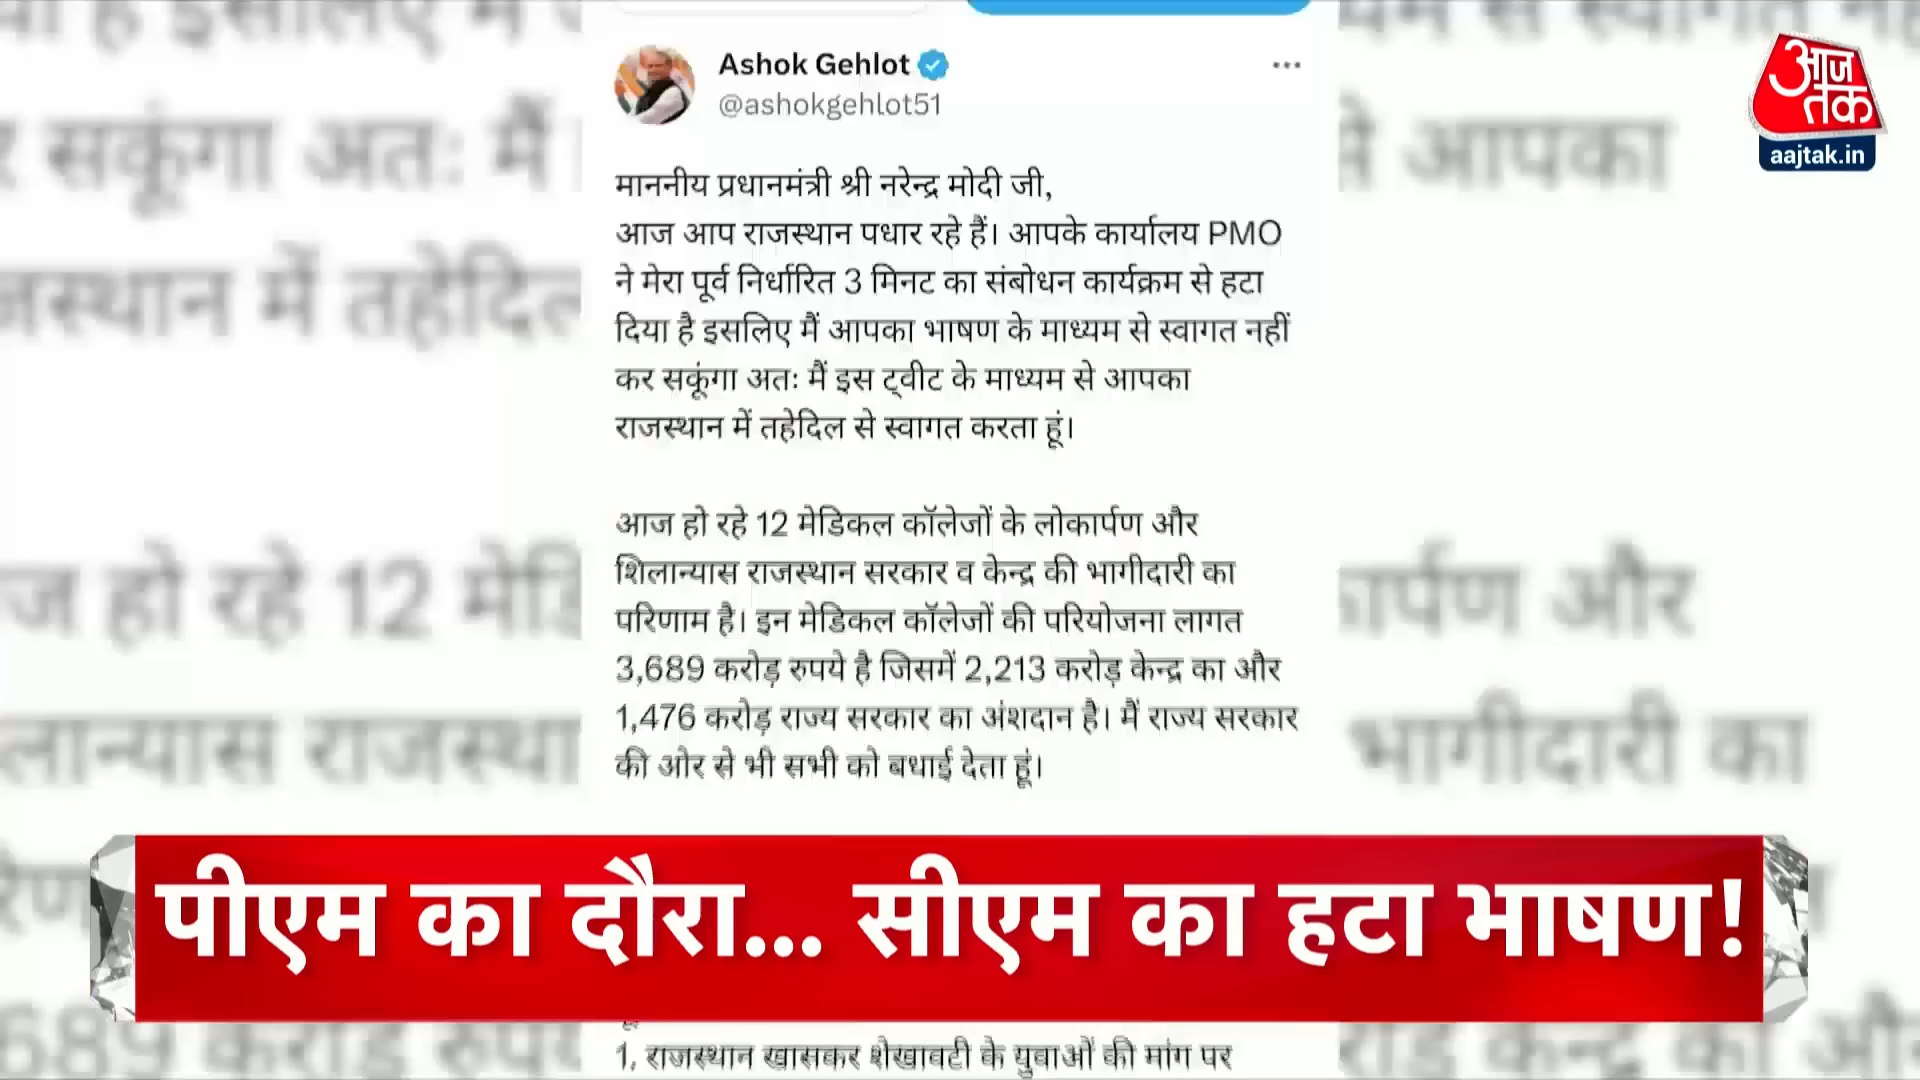 Ashok Gehlot
@ashokgehlot51
आज तक
aajtak.in
माननीय प्रधानमंत्री श्री नरेन्द्र मोदी जी,
आज आप राजस्थान पधार रहे हैं। आपके कार्यालय PMO
ने मेरा पूर्व निर्धारित 3 मिनट का संबोधन कार्यक्रम से हटा
दिया है इसलिए मैं आपका भाषण के माध्यम से स्वागत नहीं
कर सकूंगा अतः मैं इस ट्वीट के माध्यम से आपका
राजस्थान में तहेदिल से स्वागत करता हूं।
आज हो रहे 12 मेडिकल कॉलेजों के लोकार्पण और
शिलान्यास राजस्थान सरकार व केन्द्र की भागीदारी का
परिणाम है। इन मेडिकल कॉलेजों की परियोजना लागत
3,689 करोड़ रुपये है जिसमें 2,213 करोड़ केन्द्र का और
1,476 करोड़ राज्य सरकार का अंशदान है। मैं राज्य सरकार
की ओर से भी सभी को बधाई देता हूं।
पीएम का दौरा... सीएम का हटा भाषण!
1. राजस्थान खासकर शेखावटी के युवाओं की मांग पर